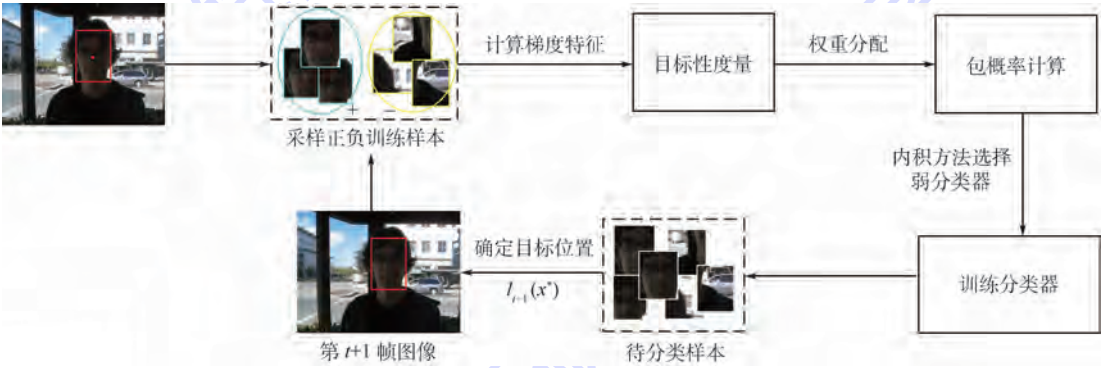 计算梯度特征
目标性度量
权重分配
包概率计算
+
−
采样正负训练样本
内积方法选择
弱分类器
训练分类器
确定目标位置
l_{t−1}(x*)
第 t+1 帧图像
待分类样本